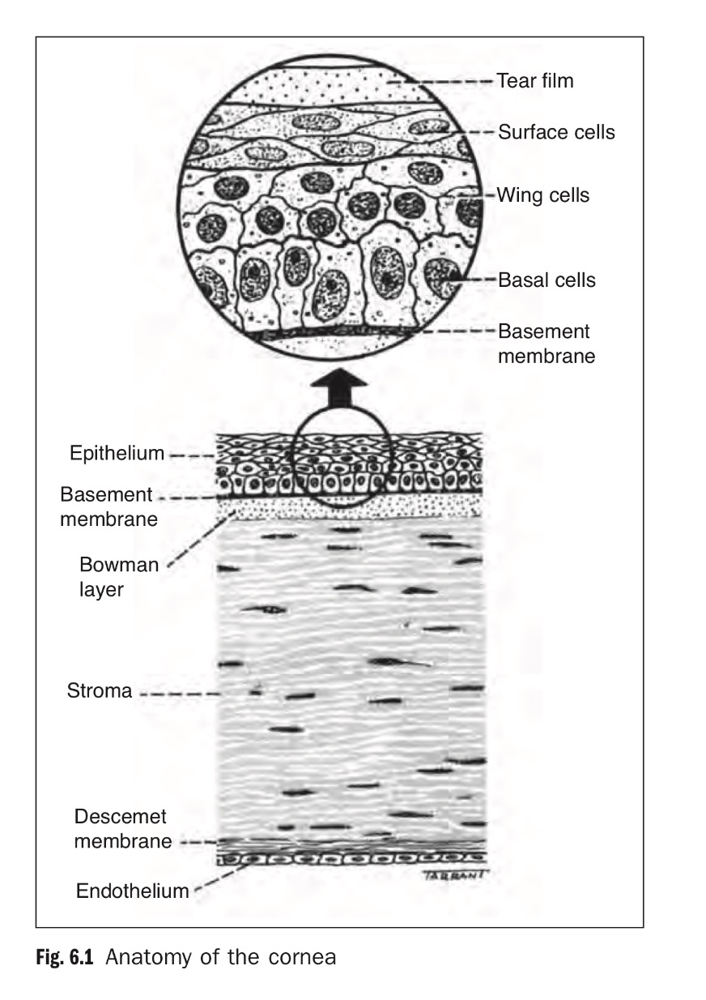 Tear film
Surface cells
Wing cells
Basal cells
Basement
membrane
Epithelium
Basement
membrane
Bowman
layer
Stroma
Descemet
membrane
Endothelium
TARRANT
Fig. 6.1 Anatomy of the cornea